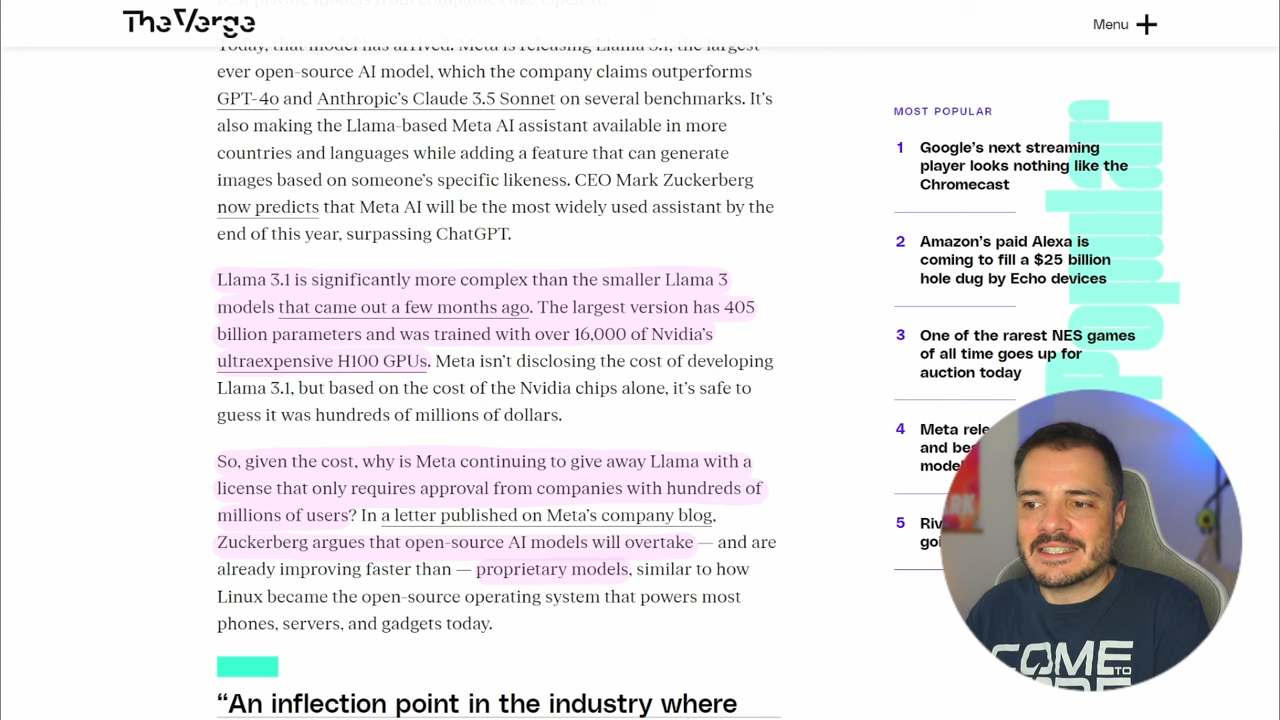 TheVerge
Menu
Today, that model has arrived. Meta is releasing Llama 3.1, the largest
ever open-source AI model, which the company claims outperforms
GPT-4o and Anthropic's Claude 3.5 Sonnet on several benchmarks. It's
also making the Llama-based Meta AI assistant available in more
countries and languages while adding a feature that can generate
images based on someone's specific likeness. CEO Mark Zuckerberg
now predicts that Meta AI will be the most widely used assistant by the
end of this year, surpassing ChatGPT.
Llama 3.1 is significantly more complex than the smaller Llama 3
models that came out a few months ago. The largest version has 405
billion parameters and was trained with over 16,000 of Nvidia's
ultraexpensive H100 GPUs. Meta isn't disclosing the cost of developing
Llama 3.1, but based on the cost of the Nvidia chips alone, it's safe to
guess it was hundreds of millions of dollars.
So, given the cost, why is Meta continuing to give away Llama with a
license that only requires approval from companies with hundreds of
millions of users? In a letter published on Meta's company blog,
Zuckerberg argues that open-source AI models will overtake — and are
already improving faster than — proprietary models, similar to how
Linux became the open-source operating system that powers most
phones, servers, and gadgets today.
“An inflection point in the industry where
MOST POPULAR
popular
1 Google's next streaming
player looks nothing like the
Chromecast
2 Amazon's paid Alexa is
coming to fill a $25 billion
hole dug by Echo devices
3 One of the rarest NES games
of all time goes up for
auction today
4 Meta
and
5
COME
TO